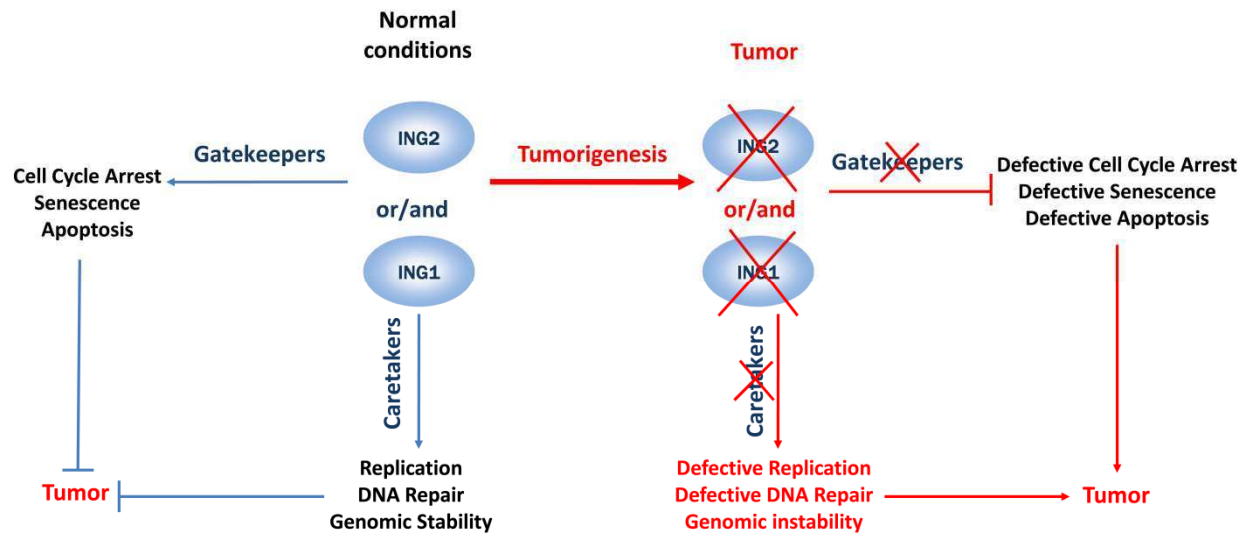 Normal
conditions
Tumor
ING2
ING2
Gatekeepers
Tumorigenesis
Gatekeepers
Cell Cycle Arrest
Senescence
Apoptosis
or/and
or/and
Defective Cell Cycle Arrest
Defective Senescence
Defective Apoptosis
ING1
ING1
Caretakers
Caretakers
Tumor
Replication
DNA Repair
Genomic Stability
Defective Replication
Defective DNA Repair
Genomic instability
Tumor